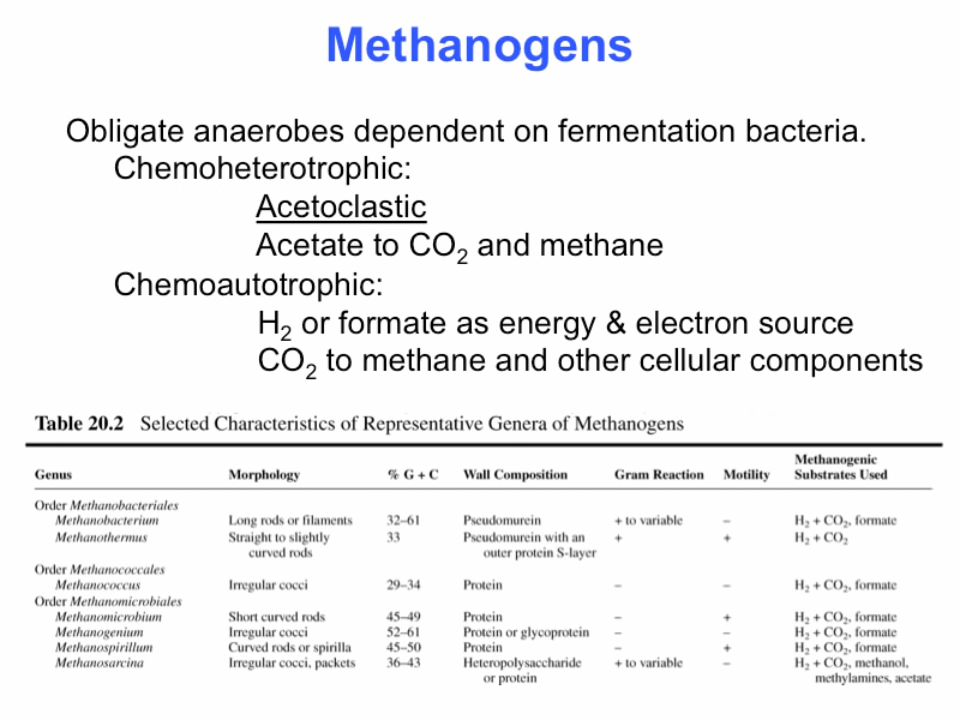 Methanogens
Obligate anaerobes dependent on fermentation bacteria.
Chemoheterotrophic:
Acetoclastic
Acetate to CO₂ and methane
Chemoautotrophic:
H₂ or formate as energy & electron source
CO₂ to methane and other cellular components
Table 20.2 Selected Characteristics of Representative Genera of Methanogens
Methanogenic
Genus Morphology % G + C Wall Composition Gram Reaction Motility Substrates Used
Order Methanobacteriales
Methanobacterium Long rods or filaments 32–61 Pseudomurein + to variable – H₂ + CO₂, formate
Methanothermus Straight to slightly 33 Pseudomurein with an + + H₂ + CO₂
curved rods outer protein S-layer
Order Methanococcales
Methanococcus Irregular cocci 29–34 Protein – – H₂ + CO₂, formate
Order Methanomicrobiales
Methanomicrobium Short curved rods 45–49 Protein – + H₂ + CO₂, formate
Methanogenium Irregular cocci 52–61 Protein or glycoprotein – – H₂ + CO₂, formate
Methanospirillum Curved rods or spirilla 45–50 Protein – + H₂ + CO₂, formate
Methanosarcina Irregular cocci, packets 36–43 Heteropolysaccharide + to variable – H₂ + CO₂, methanol,
or protein methylamines, acetate